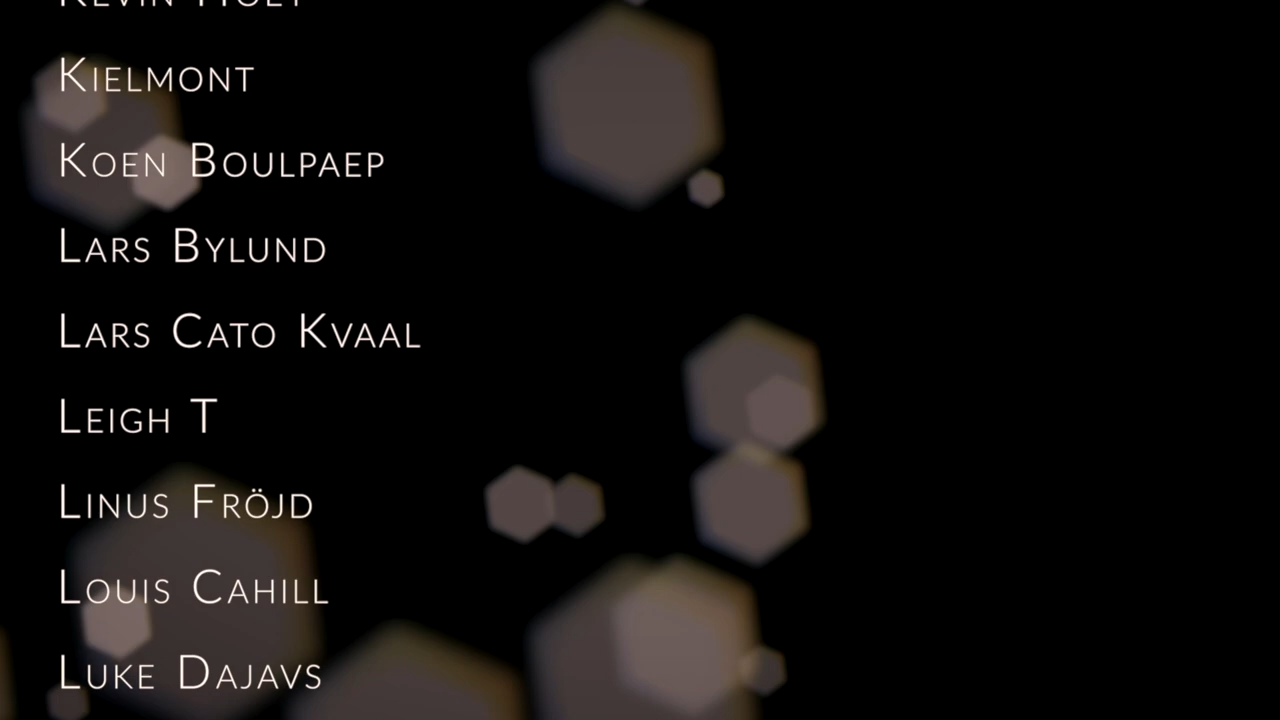 Kielmont
Koen Boulpaep
Lars Bylund
Lars Cato Kvaal
Leigh T
Linus Fröjd
Louis Cahill
Luke Dajavs